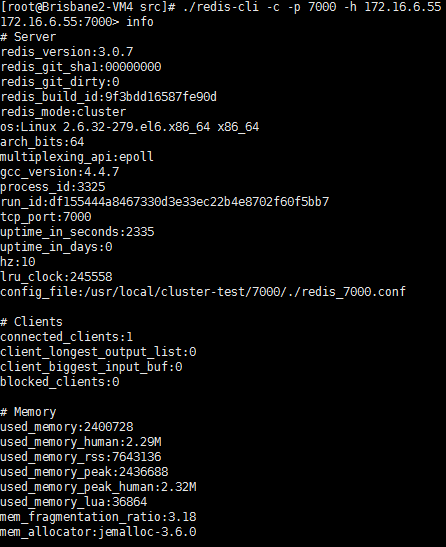 [root@Brisbane2-VM4 src]# ./redis-cli -c -p 7000 -h 172.16.6.55
172.16.6.55:7000> info
# Server
redis_version:3.0.7
redis_git_sha1:00000000
redis_git_dirty:0
redis_build_id:9f3bdd16587fe90d
redis_mode:cluster
os:Linux 2.6.32-279.el6.x86_64 x86_64
arch_bits:64
multiplexing_api:epoll
gcc_version:4.4.7
process_id:3325
run_id:df155444a8467330d3e33ec22b4e8702f60f5bb7
tcp_port:7000
uptime_in_seconds:2335
uptime_in_days:0
hz:10
lru_clock:245558
config_file:/usr/local/cluster-test/7000/./redis_7000.conf
# Clients
connected_clients:1
client_longest_output_list:0
client_biggest_input_buf:0
blocked_clients:0
# Memory
used_memory:2400728
used_memory_human:2.29M
used_memory_rss:7643136
used_memory_peak:2436688
used_memory_peak_human:2.32M
used_memory_lua:36864
mem_fragmentation_ratio:3.18
mem_allocator:jemalloc-3.6.0